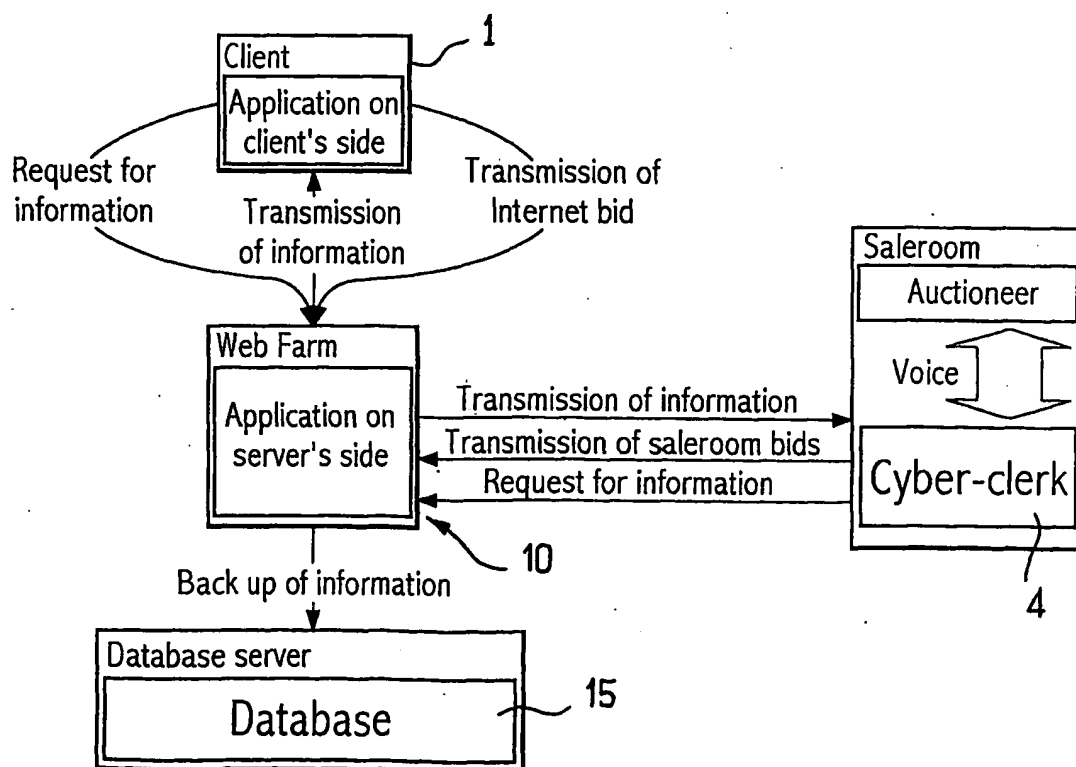 1
Client
Application on
client's side
Request for
information
Transmission of
Internet bid
Transmission
of information
Saleroom
Auctioneer
Voice
Web Farm
Application on
server's side
Transmission of information
Transmission of saleroom bids
Request for information
Cyber-clerk
10
4
Back up of information
Database server
Database
15